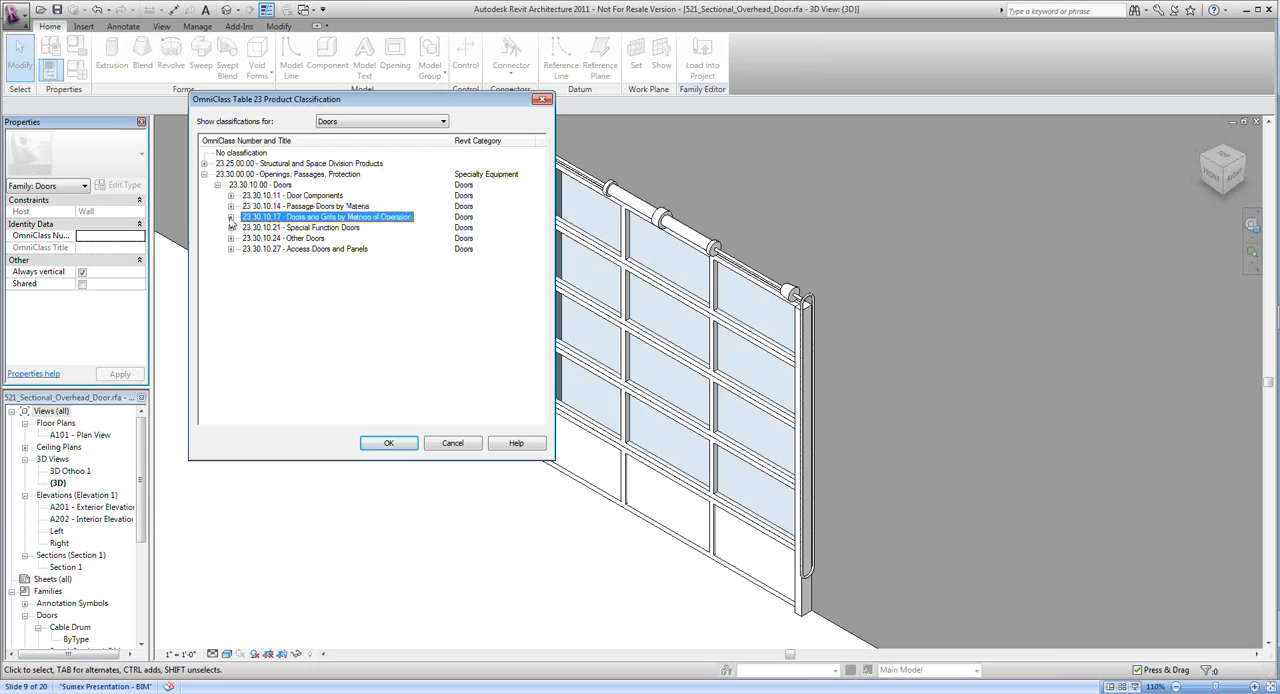 Autodesk Revit Architecture 2011 - Not For Resale Version - [521_Sectional_Overhead_Door.rfa - 3D View: {3D}]
Type a keyword or phrase
Home Insert Annotate View Manage Add-Ins Modify
Modify Extrusion Blend Revolve Sweep Swept Blend Void Forms Model Line Component Model Text Opening Model Group Control Connector Reference Line Reference Plane Set Show Load into Project
Select Properties Forms Model Control Connectors Datum Work Plane Family Editor
Properties
Family: Doors Edit Type
Constraints
Host Wall
Identity Data
OmniClass Nu...
OmniClass Title
Other
Always vertical
Shared
Properties help Apply
OmniClass Table 23 Product Classification
Show classifications for: Doors
OmniClass Number and Title Revit Category
No classification
23.25.00.00 - Structural and Space Division Products
23.30.00.00 - Openings, Passages, Protection Specialty Equipment
23.30.10.00 - Doors Doors
23.30.10.11 - Door Components Doors
23.30.10.14 - Passage Doors by Material Doors
23.30.10.17 - Doors and Grills by Method of Operation Doors
23.30.10.21 - Special Function Doors Doors
23.30.10.24 - Other Doors Doors
23.30.10.27 - Access Doors and Panels Doors
OK Cancel Help
TOP
FRONT RIGHT
521_Sectional_Overhead_Door.rfa - ...
Views (all)
Floor Plans
A101 - Plan View
Ceiling Plans
3D Views
3D Othoo 1
{3D}
Elevations (Elevation 1)
A201 - Exterior Elevation
A202 - Interior Elevatio
Left
Right
Sections (Section 1)
Section 1
Sheets (all)
Families
Annotation Symbols
Doors
Cable Drum
ByType
1" = 1'-0"
Click to select, TAB for alternates, CTRL adds, SHIFT unselects.
Main Model
Press & Drag
:0
Slide 9 of 20 "Sumex Presentation - BIM"
110%